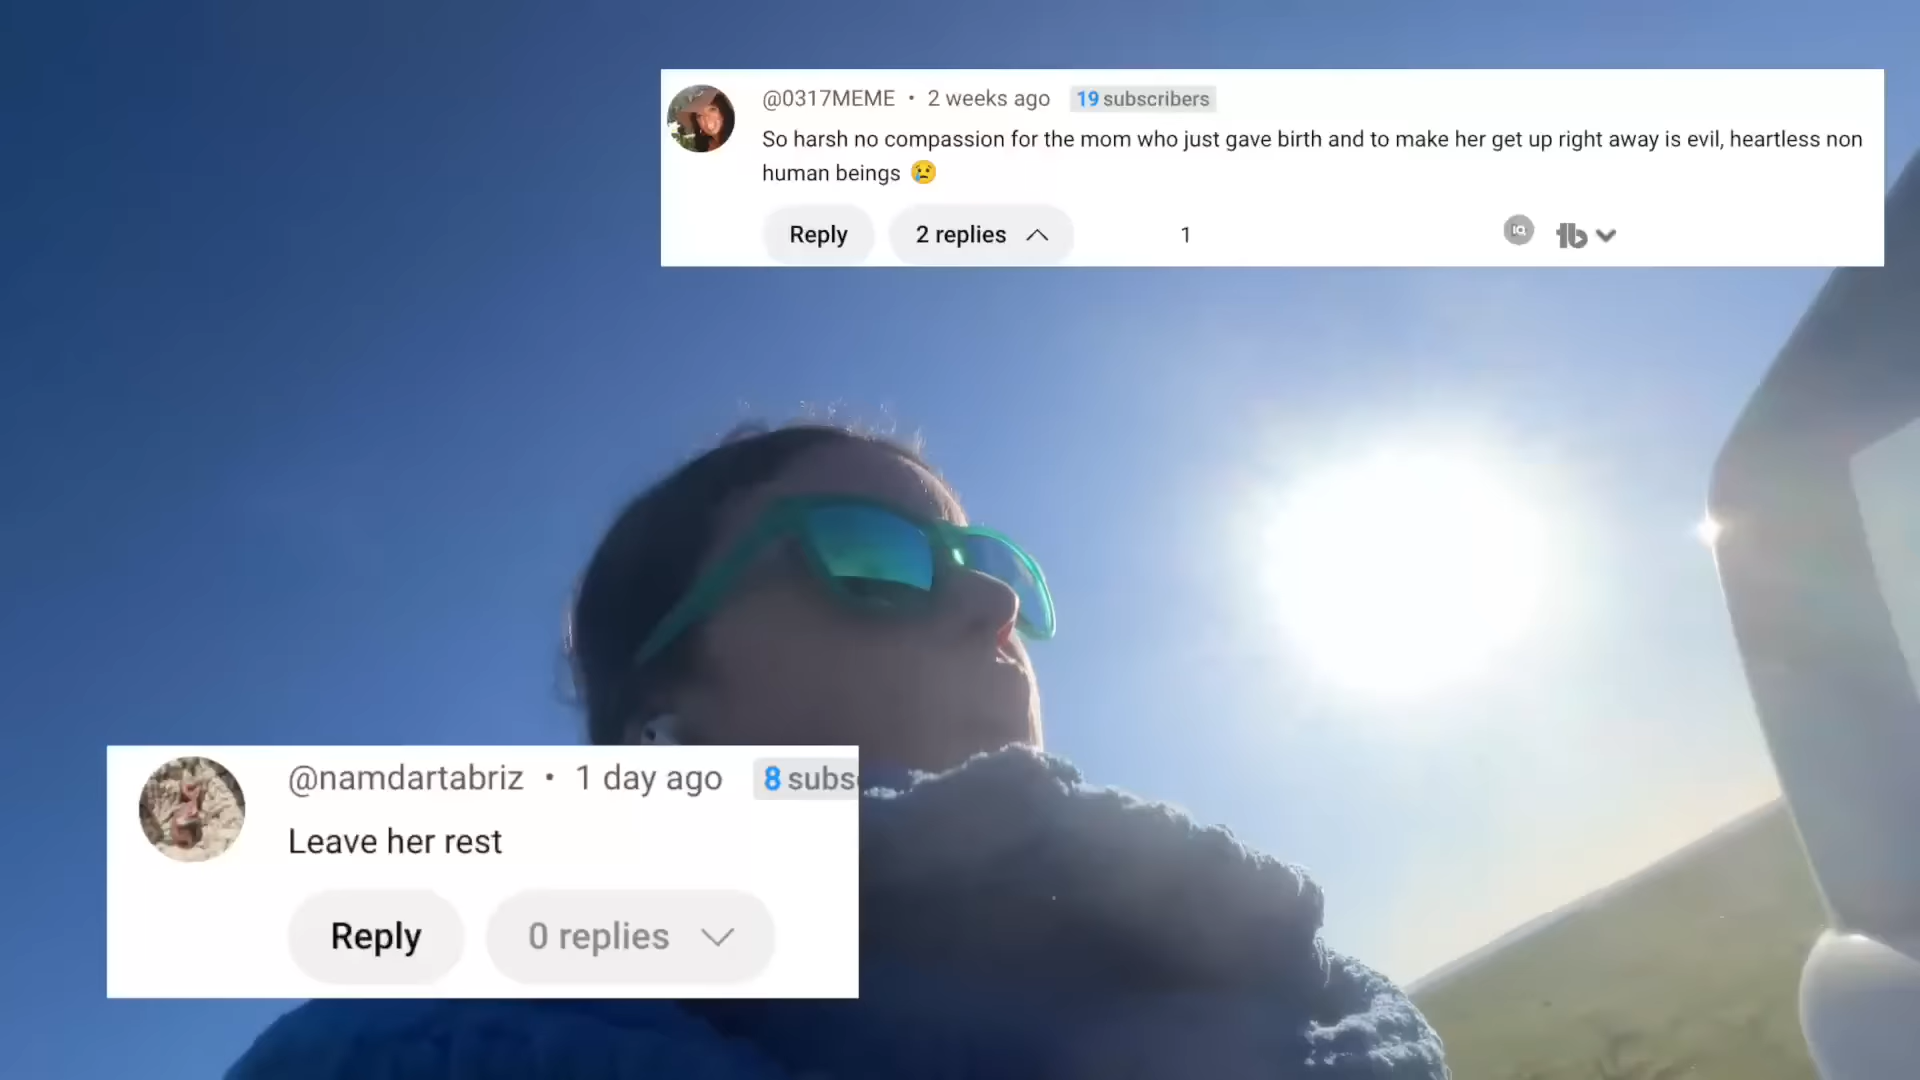 @0317MEME • 2 weeks ago 19 subscribers
So harsh no compassion for the mom who just gave birth and to make her get up right away is evil, heartless non
human beings 😢
Reply 2 replies 1 IQ tb
@namdartabriz • 1 day ago 8 subs
Leave her rest
Reply 0 replies